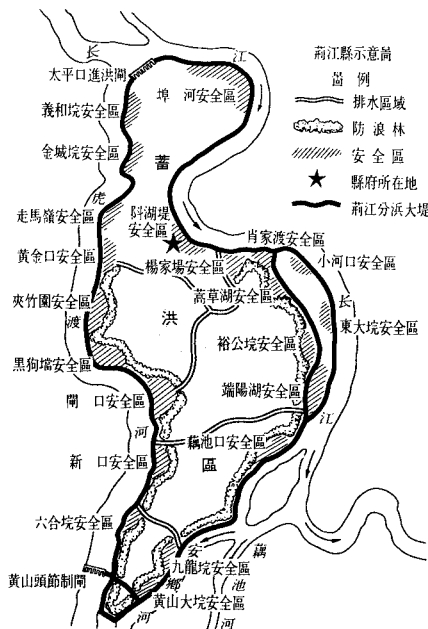 荊江縣示意啚
啚 例
排水區域
防浪林
安全區
縣府所在地
荊江分浜大堤
长
江
太平口進洪閘
埠 河安全區
義和垸安全區
金城垸安全區
蓄
虎
走馬嶺安全區
㪷湖堤
安全區
肖家渡安全區
黃金口安全區
楊家場安全區
小河口安全區
夾竹園安全區
蒿草湖安全區
长
洪
渡
東大垸安全區
裕公垸安全區
黑狗壋安全區
端陽湖安全區
閘 口安全區
江
河
藕池口安全區
新 口安全區
區
六合垸安全區
安
藕
九龍垸安全區
黃山頭節制閘
鄉
池
黃山大垸安全區
河
河